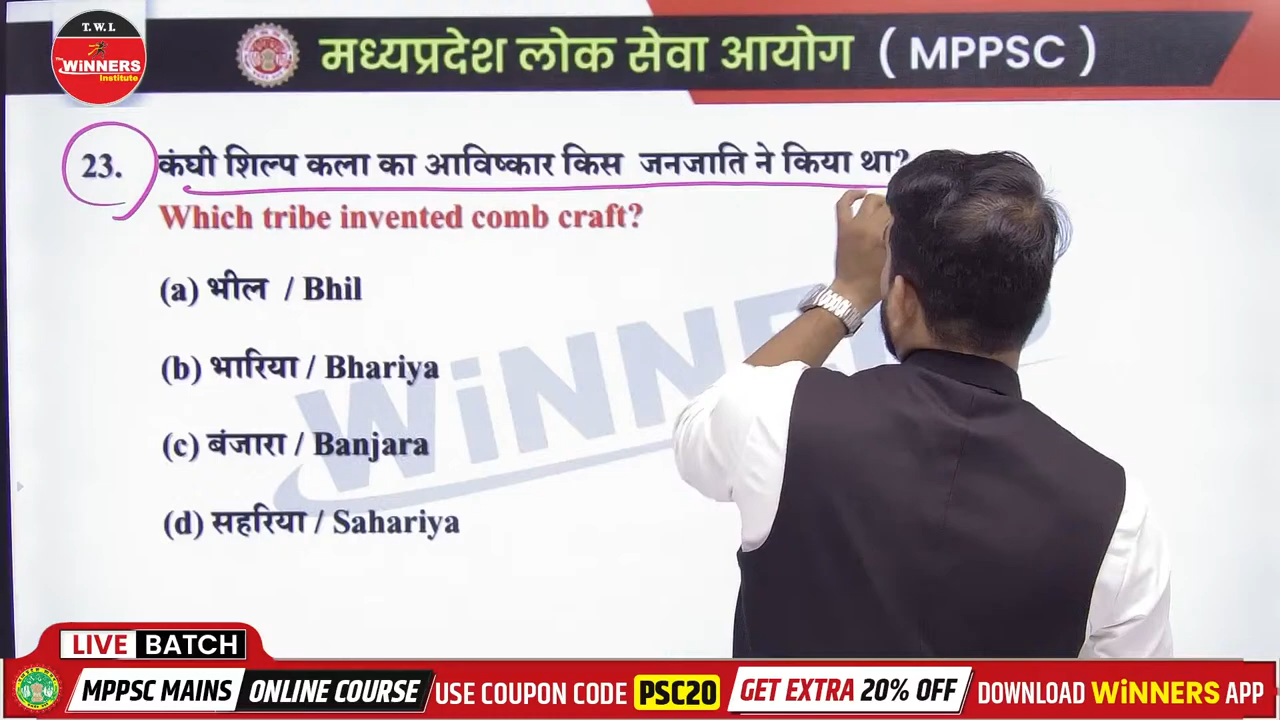 T.W.I.
The WiNNERS
Institute
मध्यप्रदेश लोक सेवा आयोग ( MPPSC )
23. कंघी शिल्प कला का आविष्कार किस जनजाति ने किया था?
Which tribe invented comb craft?
(a) भील / Bhil
(b) भारिया / Bhariya
(c) बंजारा / Banjara
(d) सहरिया / Sahariya
WiNNERS
LIVE BATCH
MPPSC MAINS ONLINE COURSE USE COUPON CODE PSC20 GET EXTRA 20% OFF DOWNLOAD WiNNERS APP